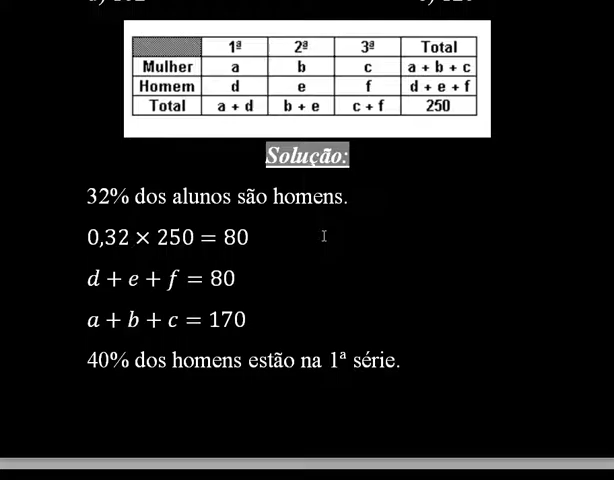 1ª 2ª 3ª Total
Mulher a b c a + b + c
Homem d e f d + e + f
Total a + d b + e c + f 250
Solução:
32% dos alunos são homens.
0,32 × 250 = 80
d + e + f = 80
a + b + c = 170
40% dos homens estão na 1ª série.